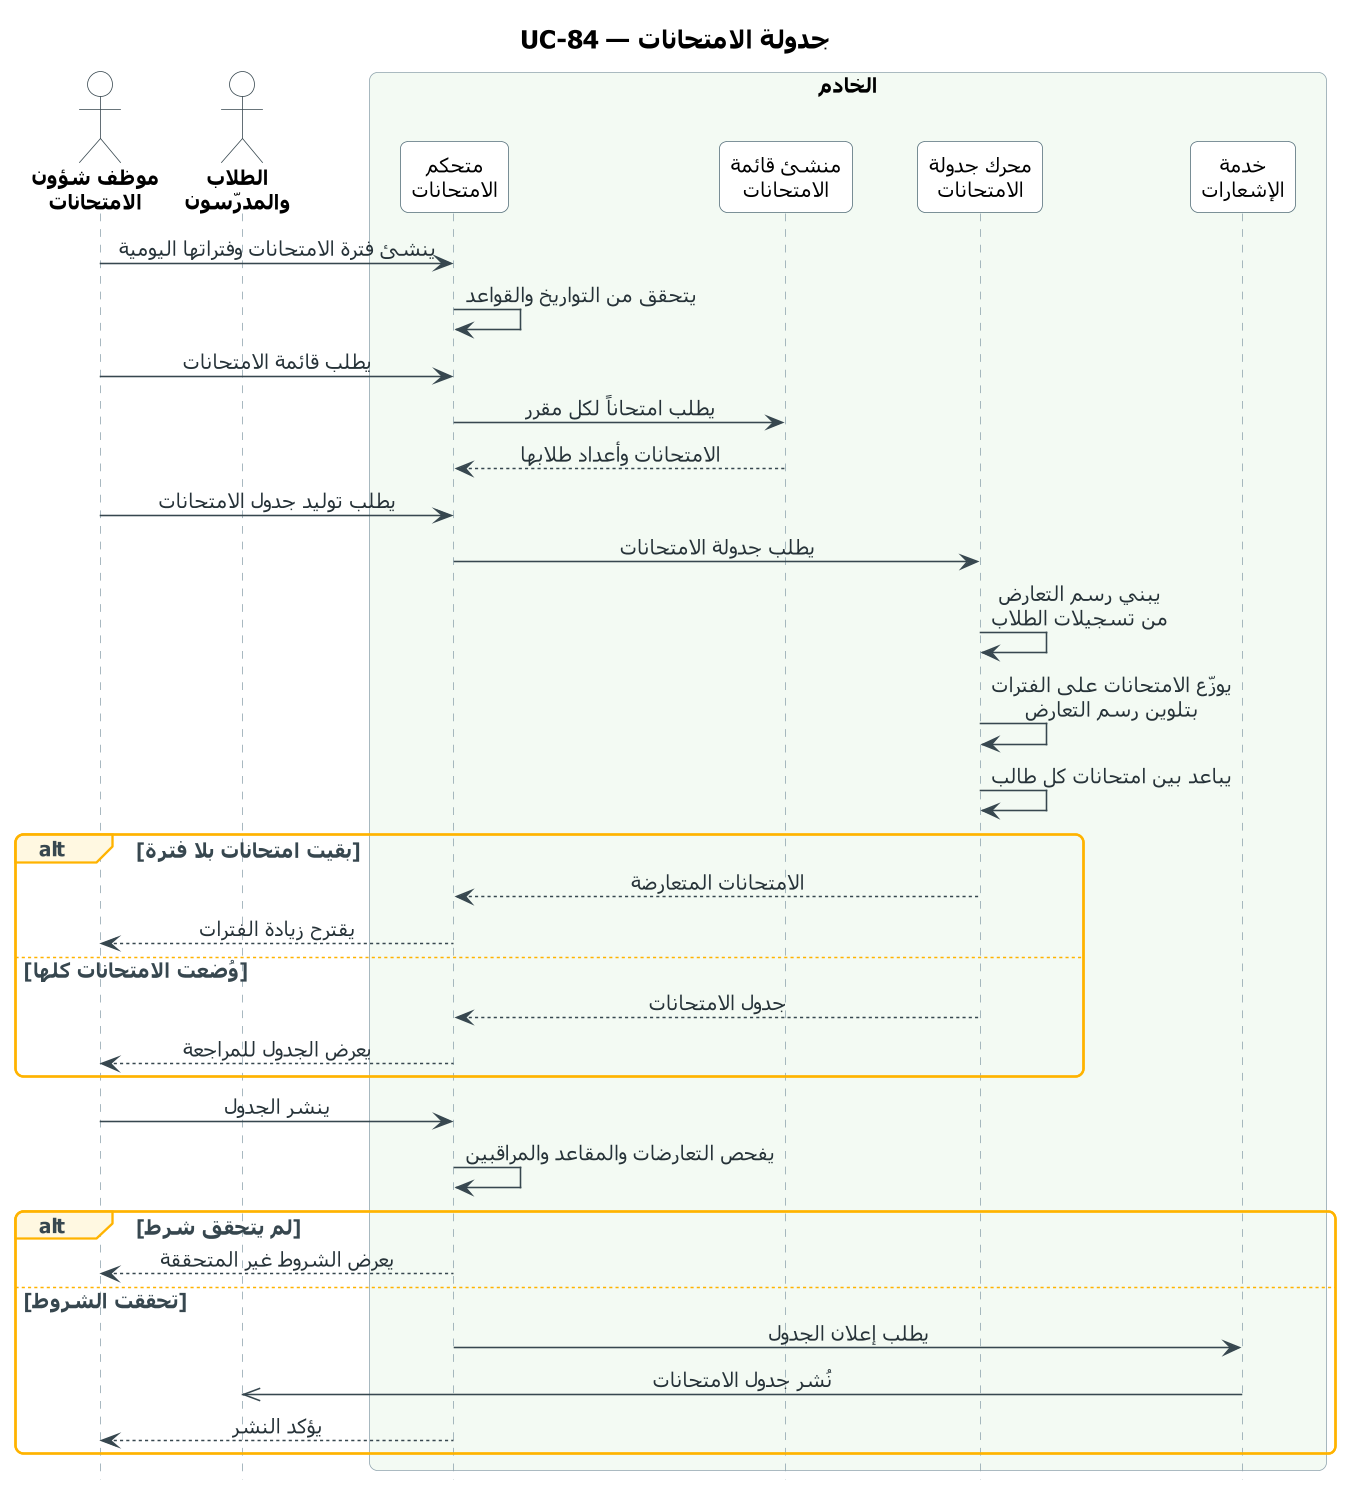 UC-84 — جدولة الامتحانات
الخادم
موظف شؤون
الامتحانات
الطلاب
والمدرّسون
متحكم
الامتحانات
منشئ قائمة
الامتحانات
محرك جدولة
الامتحانات
خدمة
الإشعارات
ينشئ فترة الامتحانات وفتراتها اليومية
يتحقق من التواريخ والقواعد
يطلب قائمة الامتحانات
يطلب امتحاناً لكل مقرر
الامتحانات وأعداد طلابها
يطلب توليد جدول الامتحانات
يطلب جدولة الامتحانات
يبني رسم التعارض
من تسجيلات الطلاب
يوزّع الامتحانات على الفترات
بتلوين رسم التعارض
يباعد بين امتحانات كل طالب
alt [بقيت امتحانات بلا فترة]
الامتحانات المتعارضة
يقترح زيادة الفترات
[وُضعت الامتحانات كلها]
جدول الامتحانات
يعرض الجدول للمراجعة
ينشر الجدول
يفحص التعارضات والمقاعد والمراقبين
alt [لم يتحقق شرط]
يعرض الشروط غير المتحققة
[تحققت الشروط]
يطلب إعلان الجدول
نُشر جدول الامتحانات
يؤكد النشر